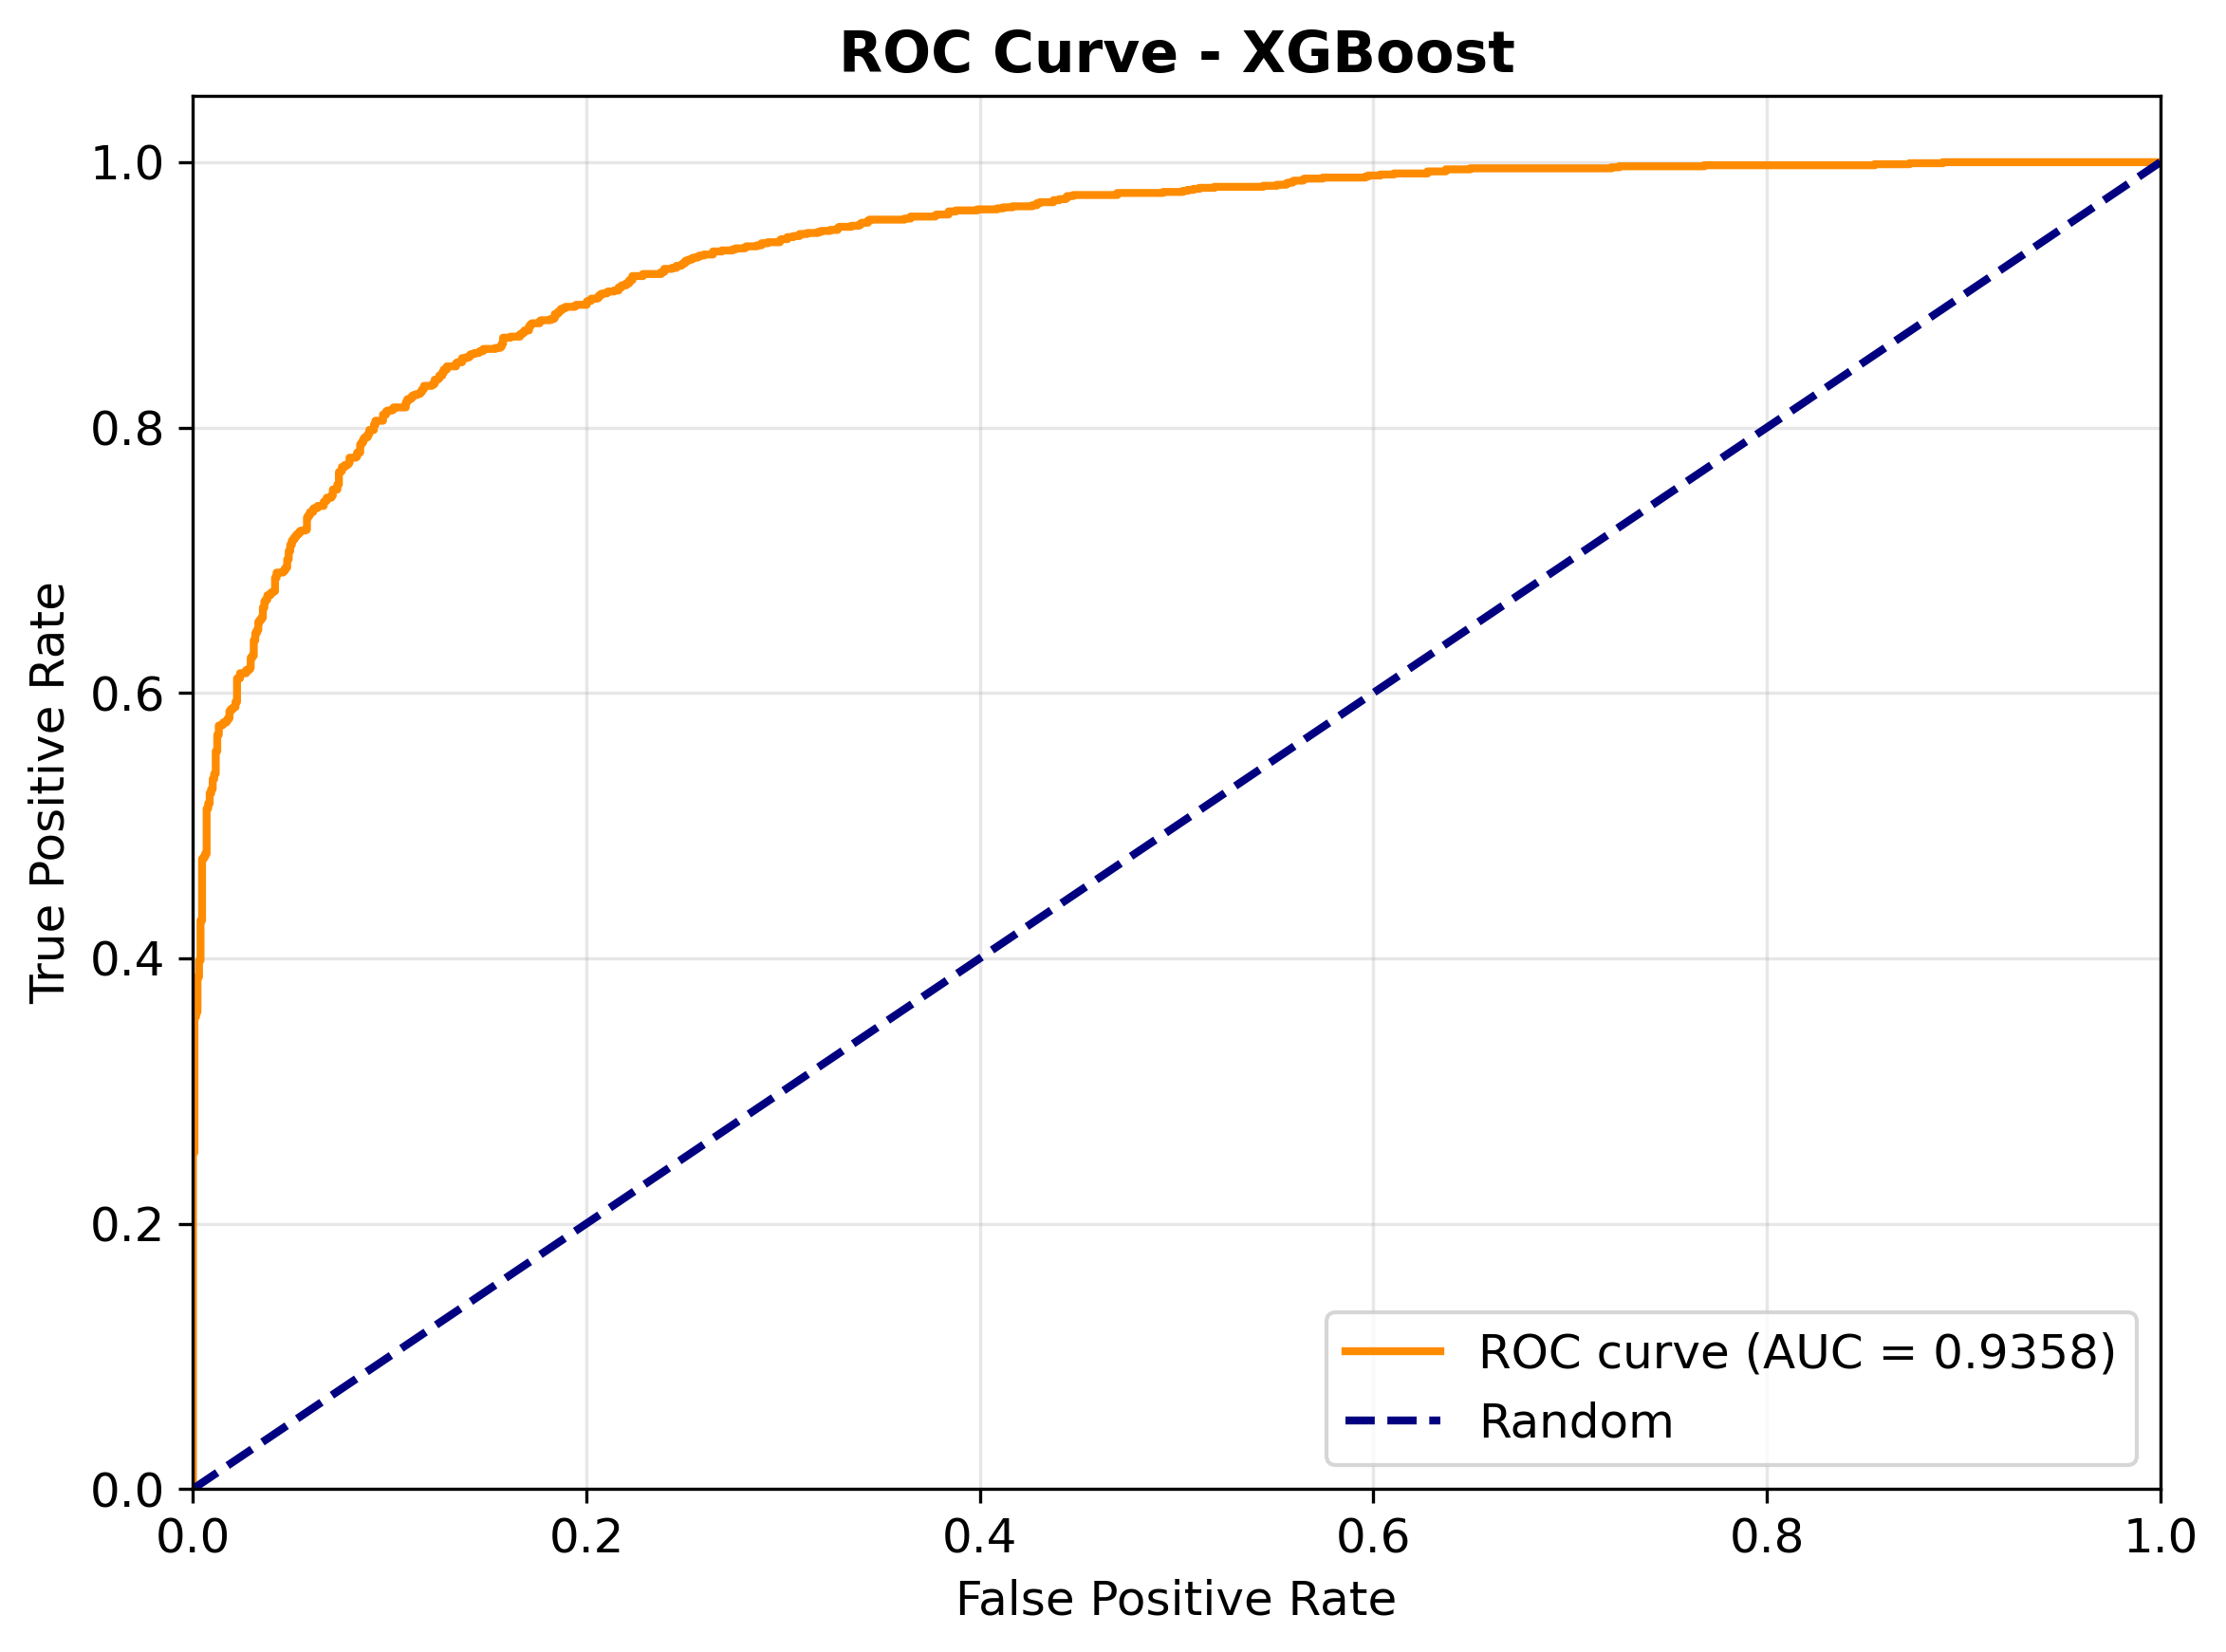 ROC Curve - XGBoost
1.0
0.8
0.6
0.4
0.2
0.0
True Positive Rate
ROC curve (AUC = 0.9358)
Random
0.0 0.2 0.4 0.6 0.8 1.0
False Positive Rate